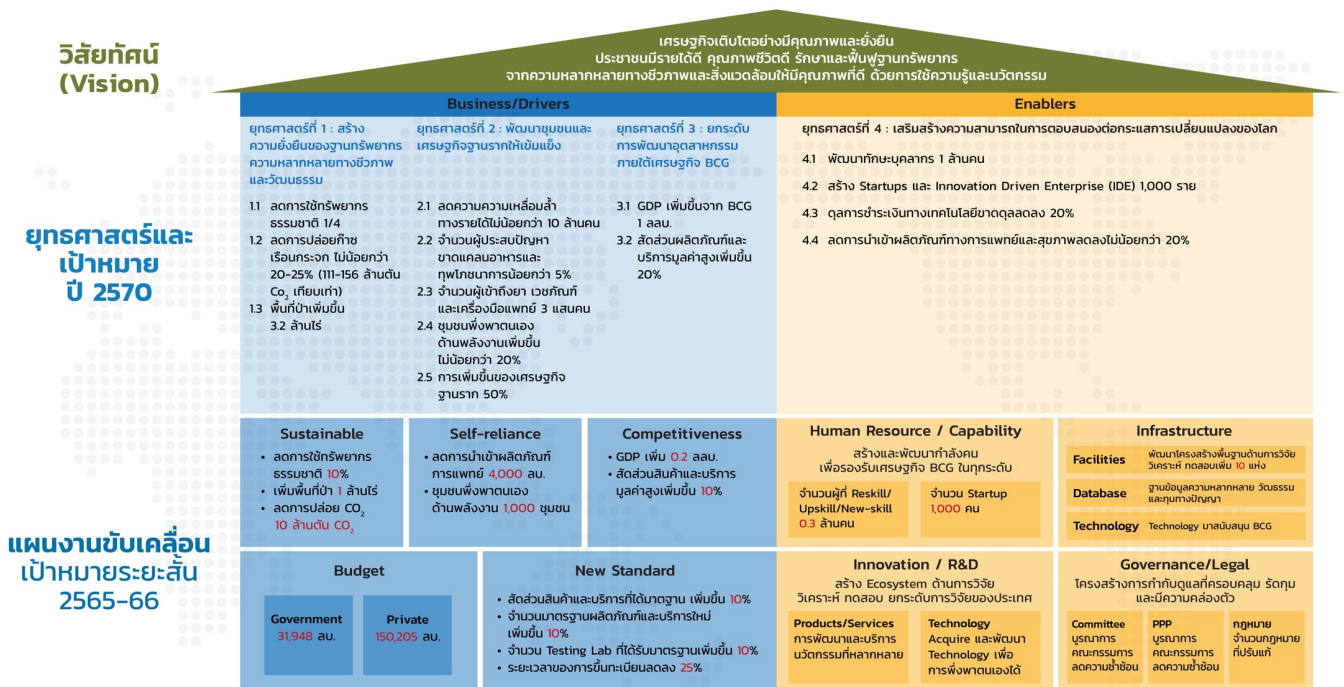 วิสัยทัศน์
(Vision)
เศรษฐกิจเติบโตอย่างมีคุณภาพและยั่งยืน
ประชาชนมีรายได้ดี คุณภาพชีวิตดี รักษาและฟื้นฟูฐานทรัพยากร
จากความหลากหลายทางชีวภาพและสิ่งแวดล้อมให้มีคุณภาพที่ดี ด้วยการใช้ความรู้และนวัตกรรม
ยุทธศาสตร์และ
เป้าหมาย
ปี 2570
Business/Drivers
ยุทธศาสตร์ที่ 1 : สร้าง
ความยั่งยืนของฐานทรัพยากร
ความหลากหลายทางชีวภาพ
และวัฒนธรรม
1.1 ลดการใช้ทรัพยากร
ธรรมชาติ 1/4
1.2 ลดการปล่อยก๊าซ
เรือนกระจก ไม่น้อยกว่า
20-25% (111-156 ล้านตัน
Co₂ เทียบเท่า)
1.3 พื้นที่ป่าเพิ่มขึ้น
3.2 ล้านไร่
ยุทธศาสตร์ที่ 2 : พัฒนาชุมชนและ
เศรษฐกิจฐานรากให้เข้มแข็ง
2.1 ลดความความเหลื่อมล้ำ
ทางรายได้ไม่น้อยกว่า 10 ล้านคน
2.2 จำนวนผู้ประสบปัญหา
ขาดแคลนอาหารและ
ทุพโภชนาการน้อยกว่า 5%
2.3 จำนวนผู้เข้าถึงยา เวชภัณฑ์
และเครื่องมือแพทย์ 3 แสนคน
2.4 ชุมชนพึ่งพาตนเอง
ด้านพลังงานเพิ่มขึ้น
ไม่น้อยกว่า 20%
2.5 การเพิ่มขึ้นของเศรษฐกิจ
ฐานราก 50%
ยุทธศาสตร์ที่ 3 : ยกระดับ
การพัฒนาอุตสาหกรรม
ภายใต้เศรษฐกิจ BCG
3.1 GDP เพิ่มขึ้นจาก BCG
1 ลลบ.
3.2 สัดส่วนผลิตภัณฑ์และ
บริการมูลค่าสูงเพิ่มขึ้น
20%
Enablers
ยุทธศาสตร์ที่ 4 : เสริมสร้างความสามารถในการตอบสนองต่อกระแสการเปลี่ยนแปลงของโลก
4.1 พัฒนาทักษะบุคลากร 1 ล้านคน
4.2 สร้าง Startups และ Innovation Driven Enterprise (IDE) 1,000 ราย
4.3 ดุลการชำระเงินทางเทคโนโลยีขาดดุลลดลง 20%
4.4 ลดการนำเข้าผลิตภัณฑ์ทางการแพทย์และสุขภาพลดลงไม่น้อยกว่า 20%
แผนงานขับเคลื่อน
เป้าหมายระยะสั้น
2565-66
Sustainable
• ลดการใช้ทรัพยากร
ธรรมชาติ 10%
• เพิ่มพื้นที่ป่า 1 ล้านไร่
• ลดการปล่อย CO₂
10 ล้านตัน CO₂
Self-reliance
• ลดการนำเข้าผลิตภัณฑ์
การแพทย์ 4,000 ลบ.
• ชุมชนพึ่งพาตนเอง
ด้านพลังงาน 1,000 ชุมชน
Competitiveness
• GDP เพิ่ม 0.2 ลลบ.
• สัดส่วนสินค้าและบริการ
มูลค่าสูงเพิ่มขึ้น 10%
Human Resource / Capability
สร้างและพัฒนากำลังคน
เพื่อรองรับเศรษฐกิจ BCG ในทุกระดับ
จำนวนผู้ที่ Reskill/
Upskill/New-skill
0.3 ล้านคน
จำนวน Startup
1,000 คน
Infrastructure
Facilities
พัฒนาโครงสร้างพื้นฐานด้านการวิจัย
วิเคราะห์ ทดสอบเพิ่ม 10 แห่ง
Database
ฐานข้อมูลความหลากหลาย วัฒธรรม
และทุนทางปัญญา
Technology Technology มาสนับสนุน BCG
Budget
Government
31,948 ลบ.
Private
150,205 ลบ.
New Standard
• สัดส่วนสินค้าและบริการที่ได้มาตฐาน เพิ่มขึ้น 10%
• จำนวนมาตรฐานผลิตภัณฑ์และบริการใหม่
เพิ่มขึ้น 10%
• จำนวน Testing Lab ที่ได้รับมาตรฐานเพิ่มขึ้น 10%
• ระยะเวลาของการขึ้นทะเบียนลดลง 25%
Innovation / R&D
สร้าง Ecosystem ด้านการวิจัย
วิเคราะห์ ทดสอบ ยกระดับการวิจัยของประเทศ
Products/Services
การพัฒนาและบริการ
นวัตกรรมที่หลากหลาย
Technology
Acquire และพัฒนา
Technology เพื่อ
การพึ่งพาตนเองได้
Governance/Legal
โครงสร้างการกำกับดูแลที่ครอบคลุม รัดกุม
และมีความคล่องตัว
Committee
บูรณาการ
คณะกรรมการ
ลดความซ้ำซ้อน
PPP
บูรณาการ
คณะกรรมการ
ลดความซ้ำซ้อน
กฎหมาย
จำนวนกฎหมาย
ที่ปรับแก้